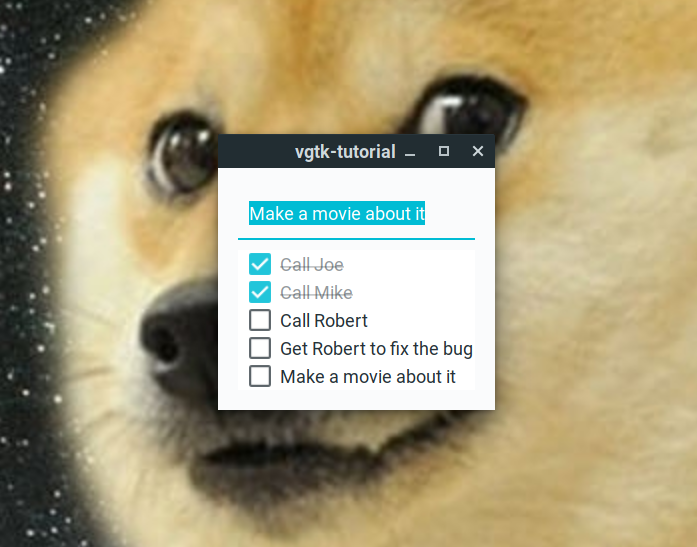 vgtk-tutorial
Make a movie about it
Call Joe
Call Mike
Call Robert
Get Robert to fix the bug
Make a movie about it